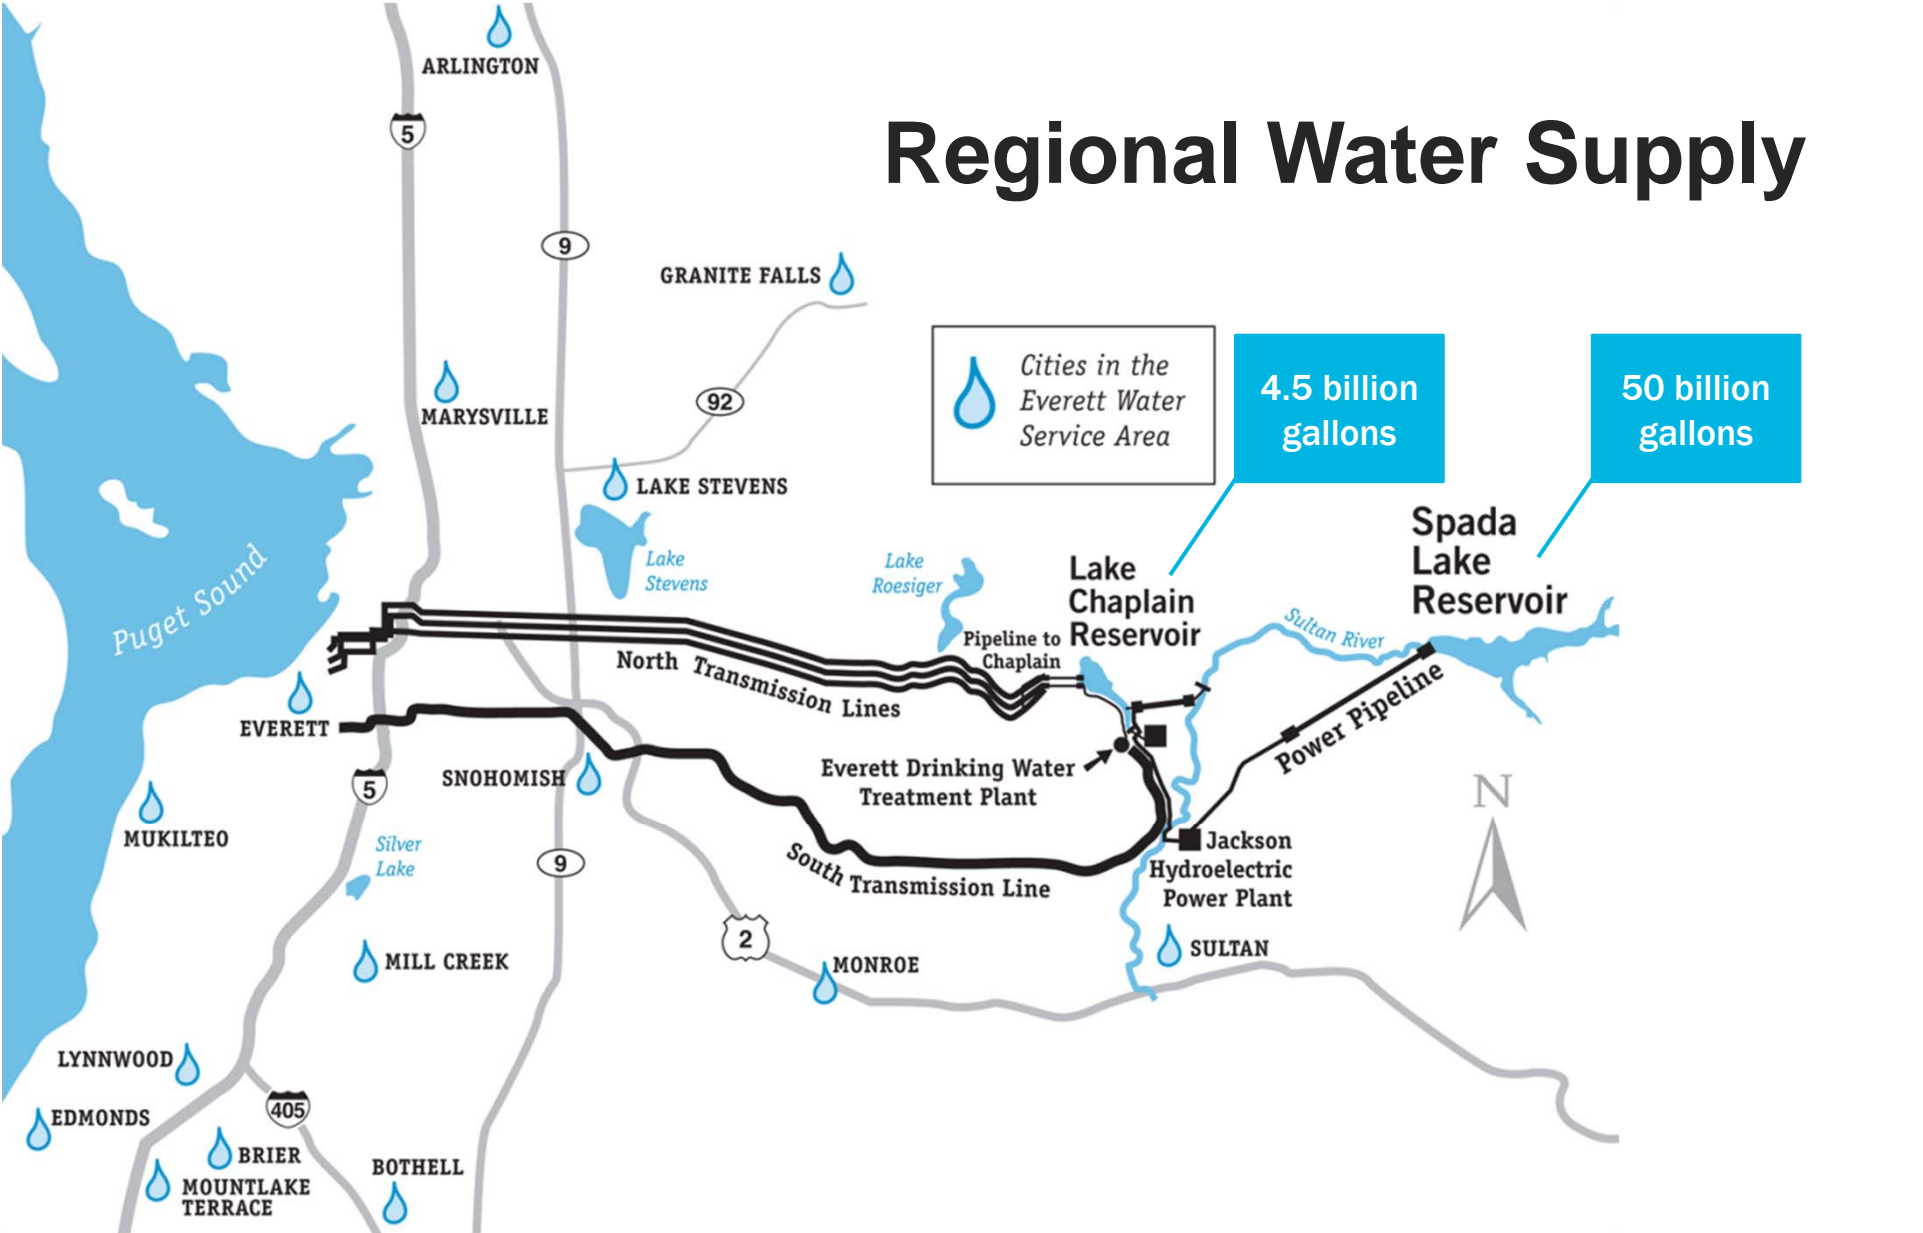 ARLINGTON
5
Regional Water Supply
9
GRANITE FALLS
Cities in the
Everett Water
Service Area
4.5 billion
gallons
50 billion
gallons
92
MARYSVILLE
LAKE STEVENS
Lake
Stevens
Lake
Roesiger
Lake
Chaplain
Reservoir
Spada
Lake
Reservoir
Puget Sound
Sultan River
Pipeline to
Chaplain
North Transmission Lines
Power Pipeline
EVERETT
5
SNOHOMISH
Everett Drinking Water
Treatment Plant
N
MUKILTEO
Silver
Lake
9
South Transmission Line
Jackson
Hydroelectric
Power Plant
2
SULTAN
MILL CREEK
MONROE
LYNNWOOD
405
EDMONDS
BRIER
MOUNTLAKE
TERRACE
BOTHELL